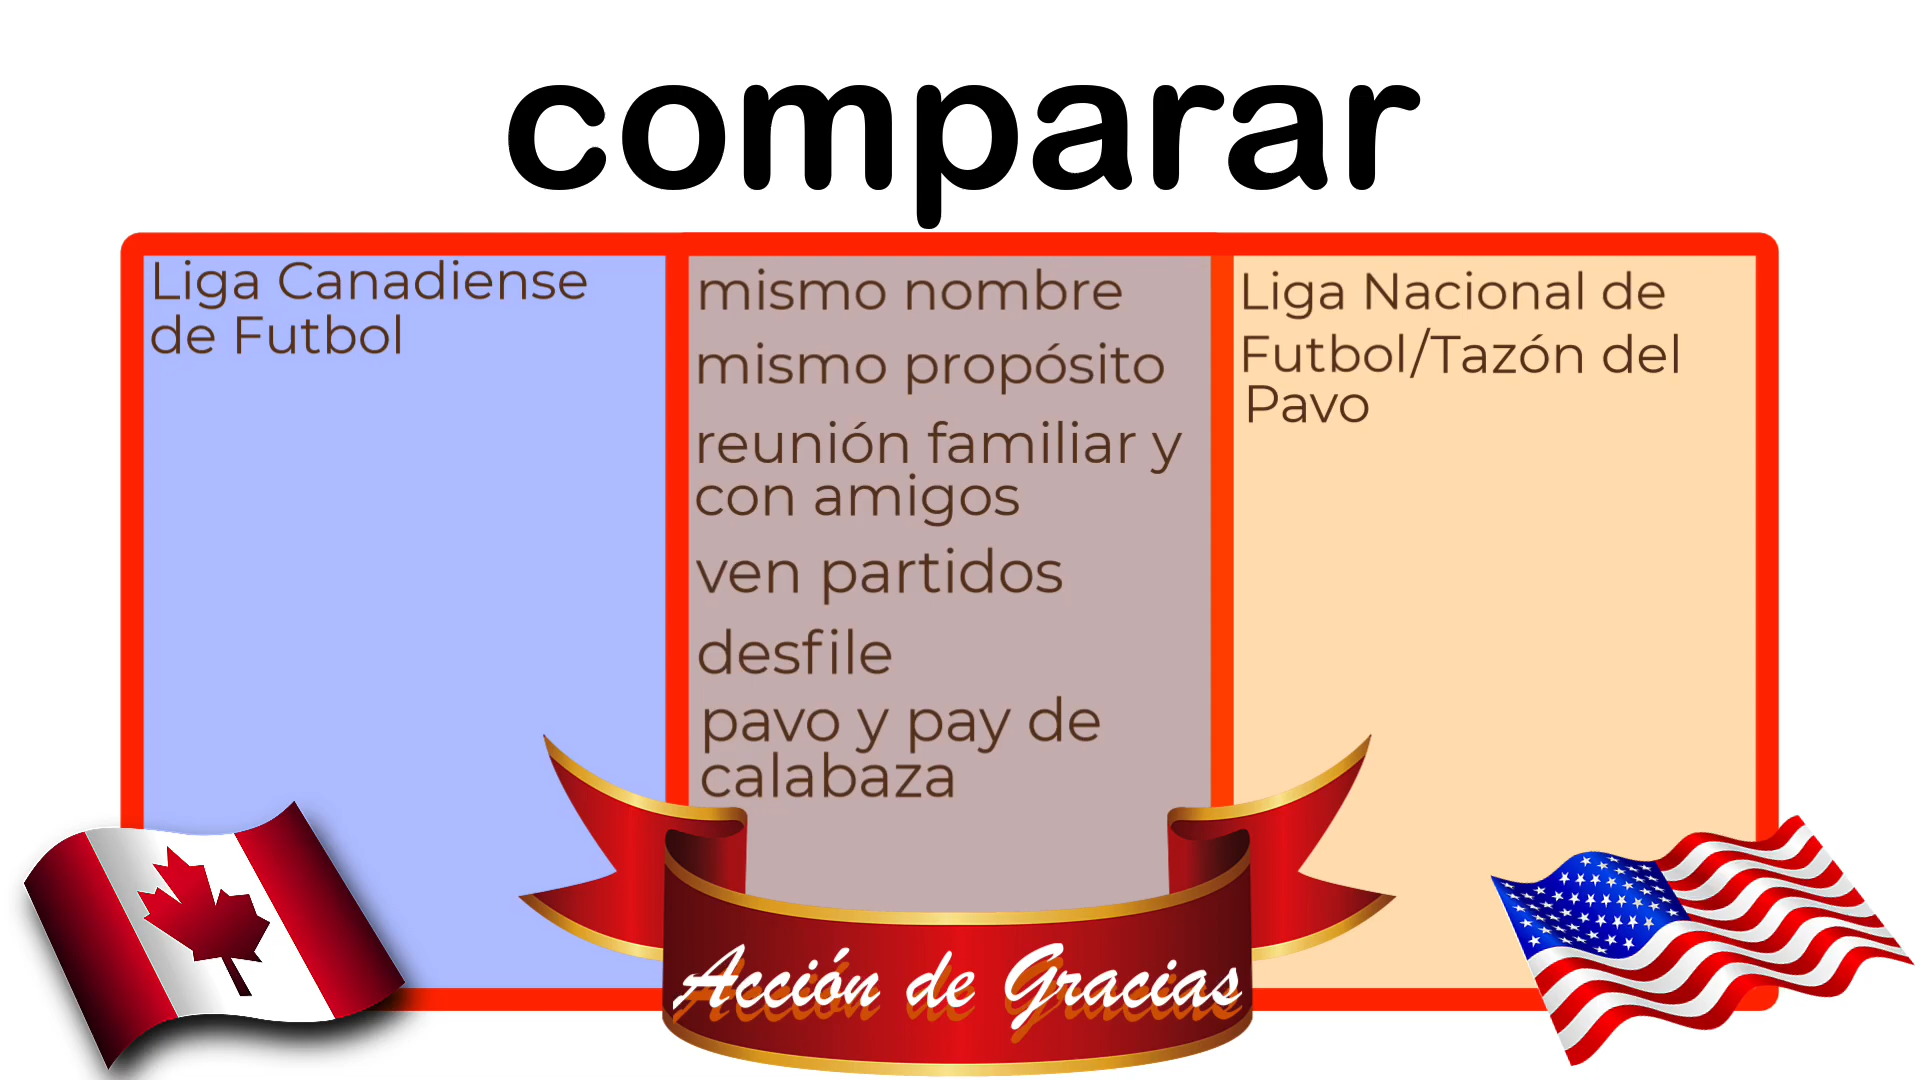 comparar
Liga Canadiense
de Futbol
mismo nombre
mismo propósito
reunión familiar y
con amigos
ven partidos
desfile
pavo y pay de
calabaza
Liga Nacional de
Futbol/Tazón del
Pavo
Acción de Gracias